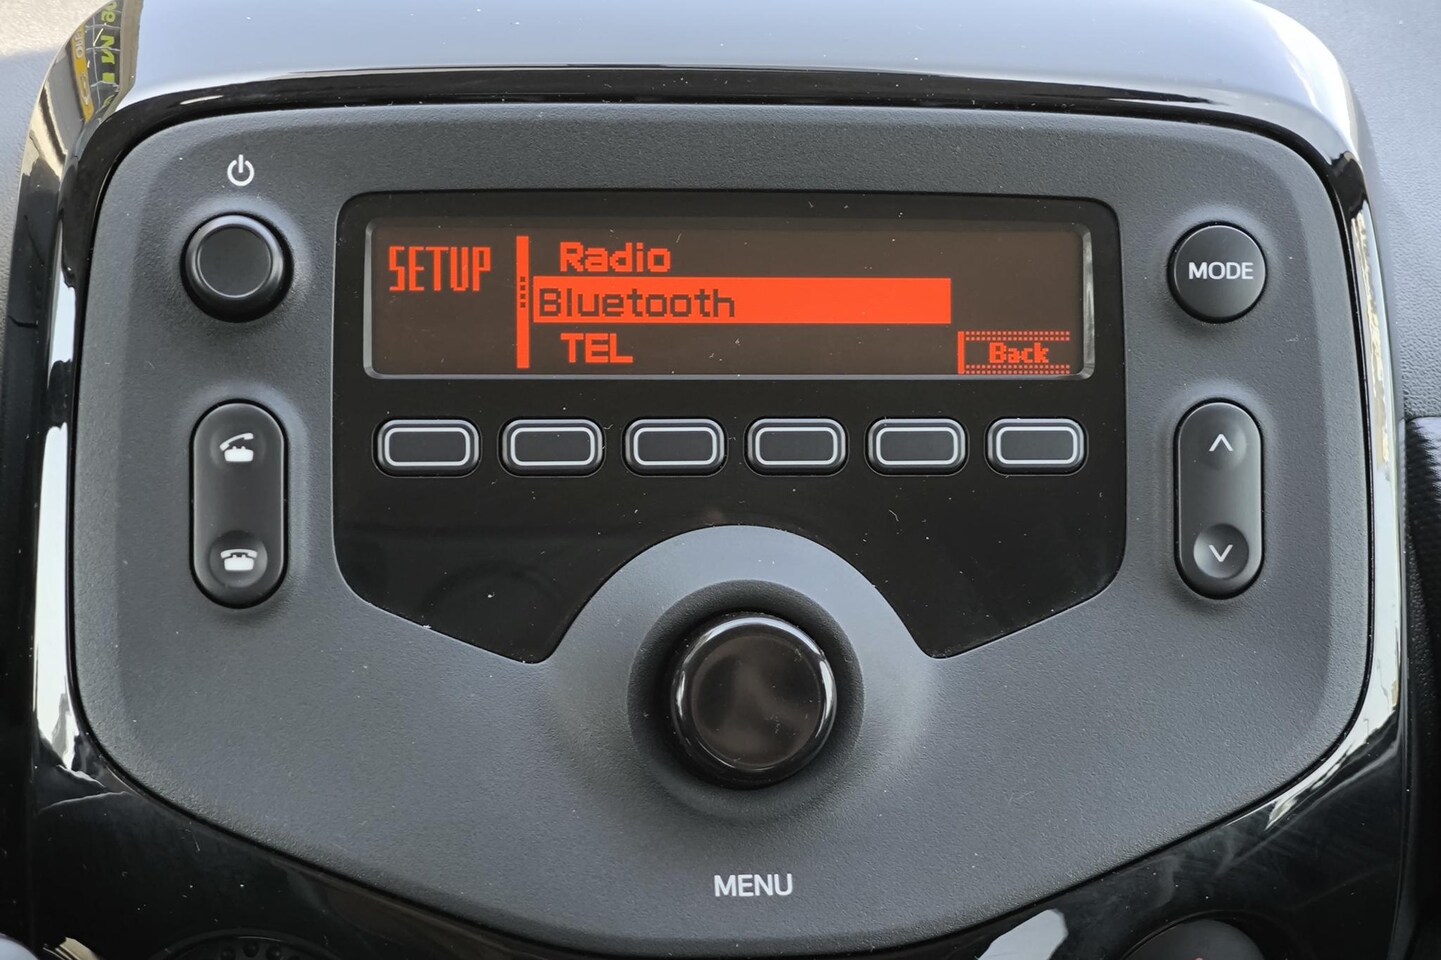 SETUP
Radio
Bluetooth
TEL
Back
MODE
MENU